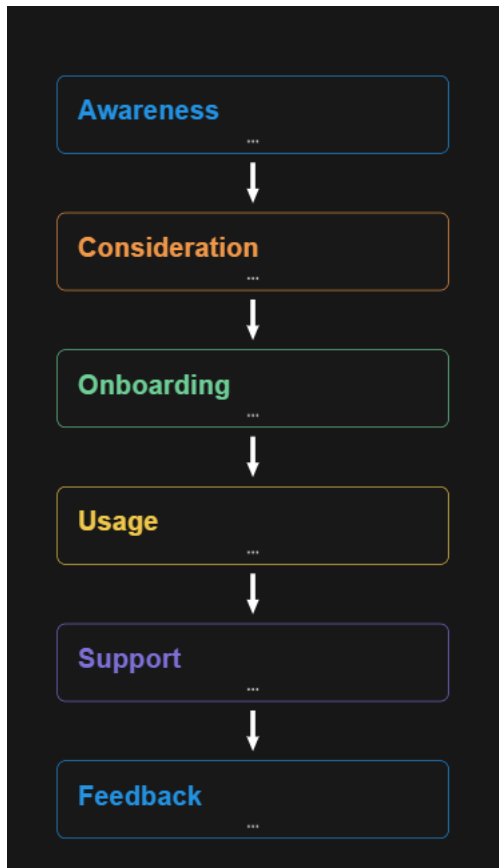 Awareness
...
Consideration
...
Onboarding
...
Usage
...
Support
...
Feedback
...